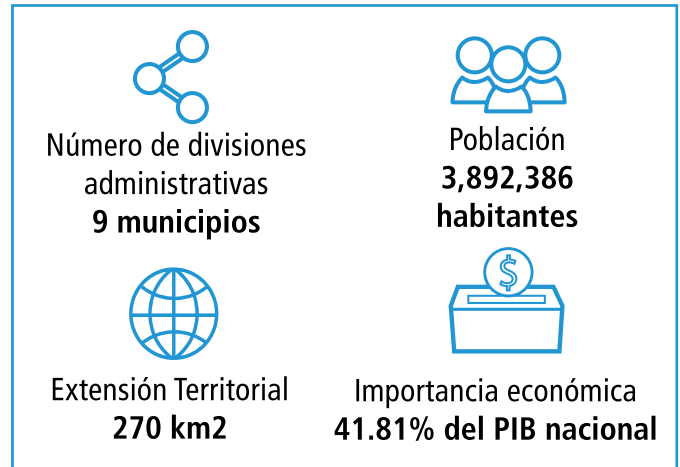 Número de divisiones
administrativas
9 municipios
Población
3,892,386
habitantes
Extensión Territorial
270 km2
$
Importancia económica
41.81% del PIB nacional